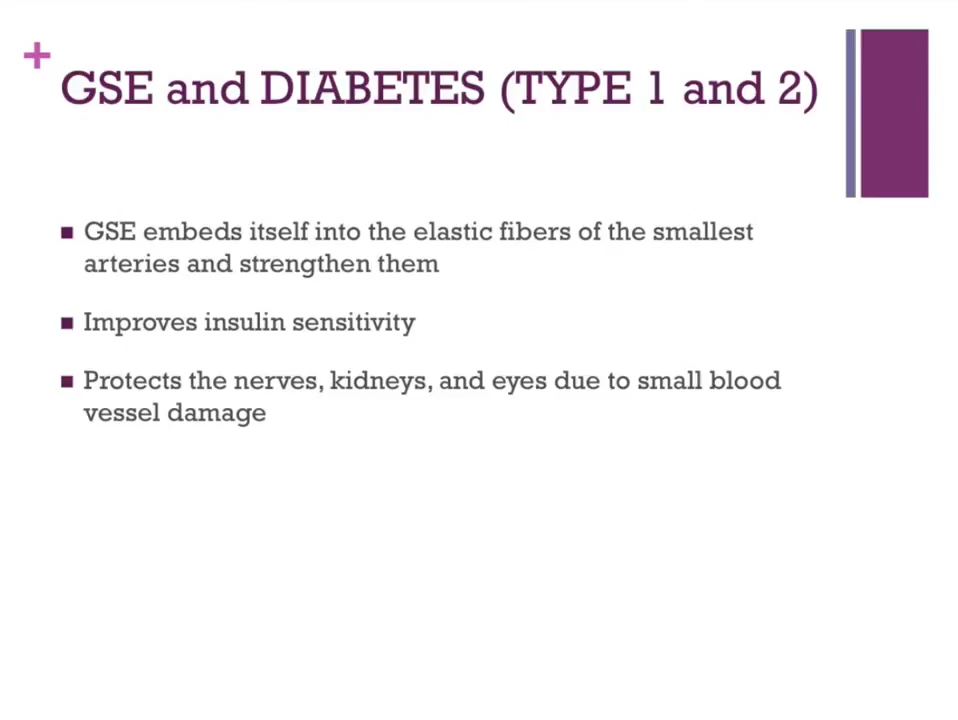 +
GSE and DIABETES (TYPE 1 and 2)
■ GSE embeds itself into the elastic fibers of the smallest
arteries and strengthen them
■ Improves insulin sensitivity
■ Protects the nerves, kidneys, and eyes due to small blood
vessel damage